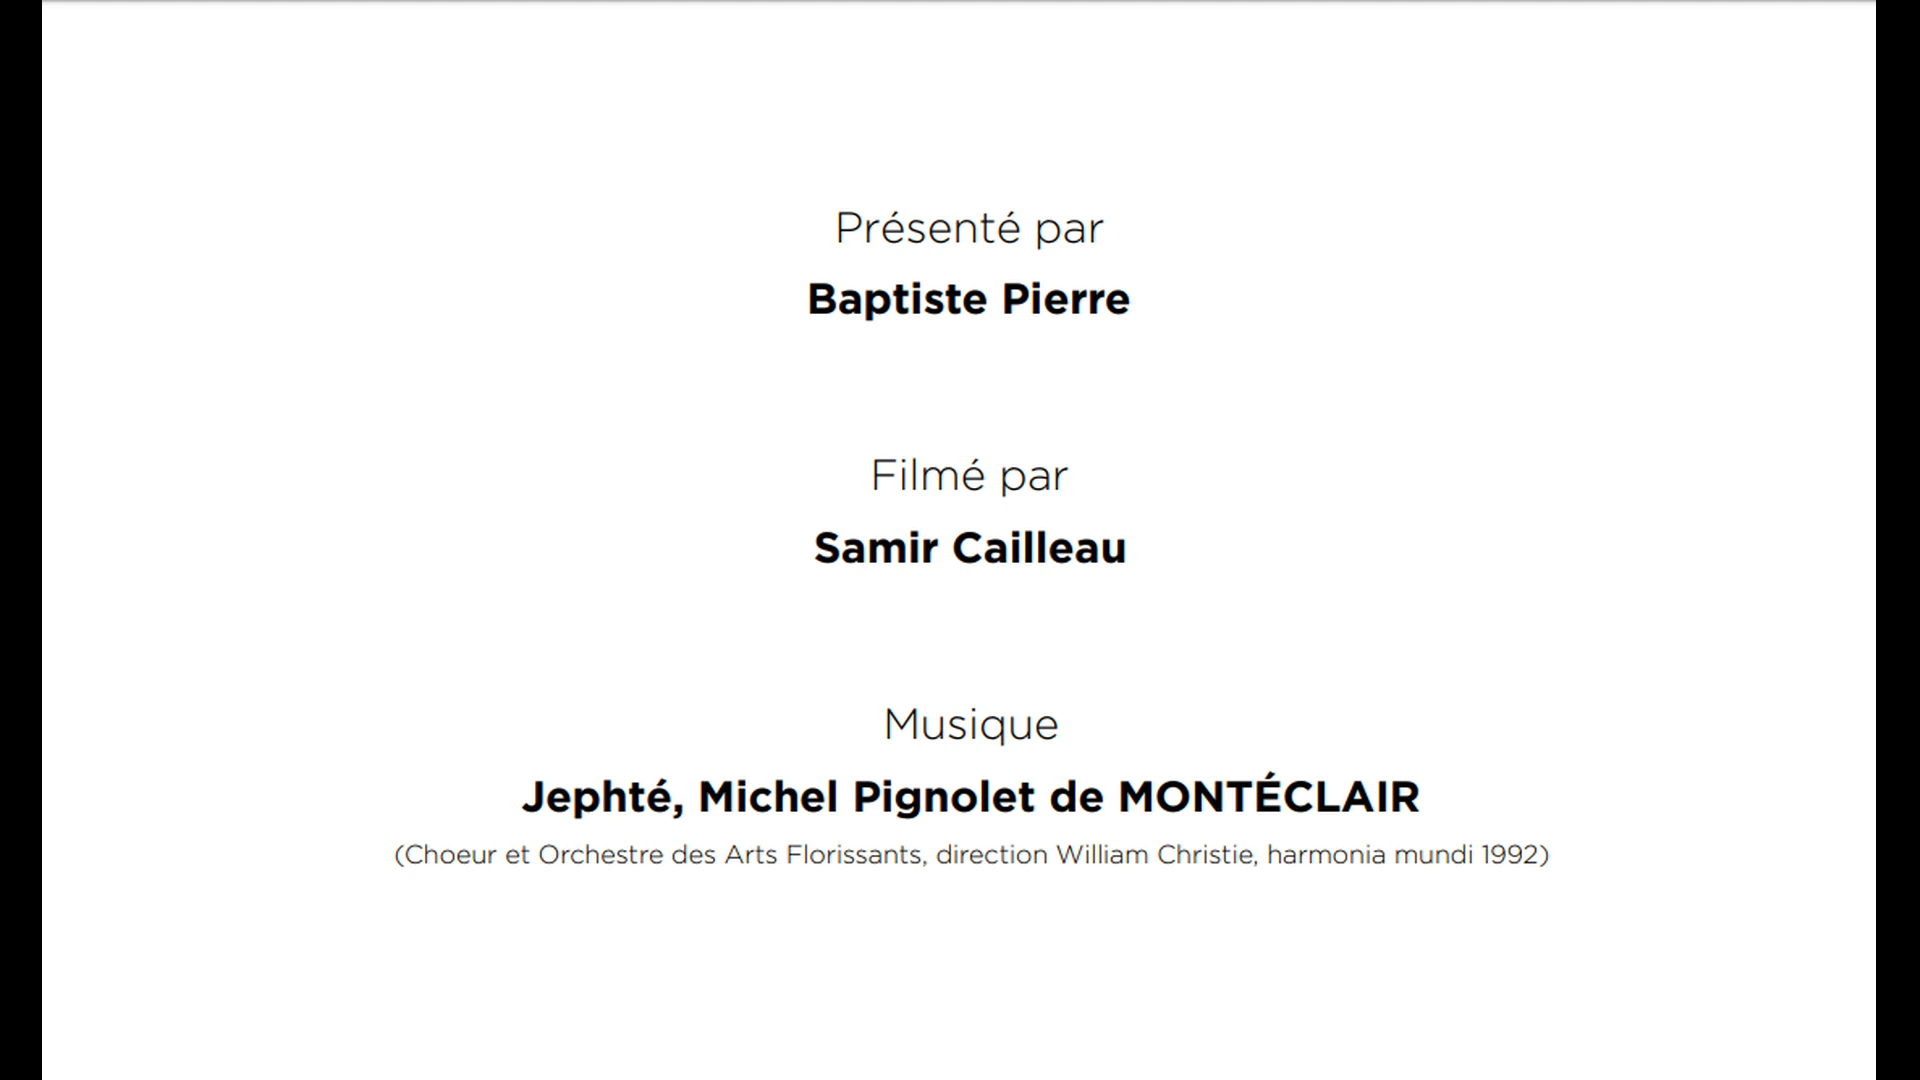 Présenté par
Baptiste Pierre
Filmé par
Samir Cailleau
Musique
Jephté, Michel Pignolet de MONTÉCLAIR
(Choeur et Orchestre des Arts Florissants, direction William Christie, harmonia mundi 1992)